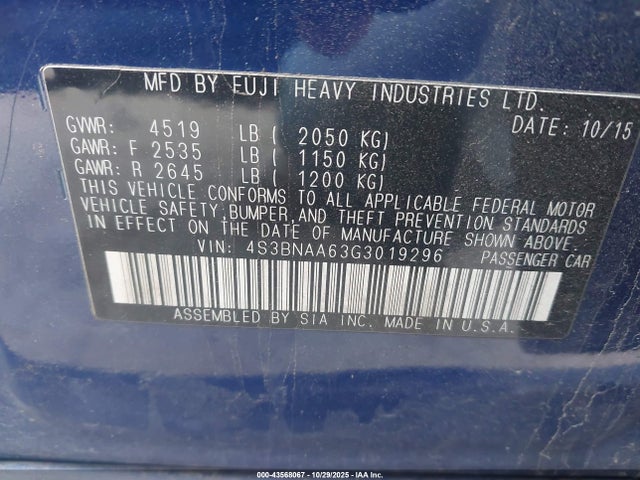 MFD BY FUJI HEAVY INDUSTRIES LTD.
DATE: 10/15
GVWR: 4519 LB ( 2050 KG)
GAWR: F 2535 LB ( 1150 KG)
GAWR: R 2645 LB ( 1200 KG)
THIS VEHICLE CONFORMS TO ALL APPLICABLE FEDERAL MOTOR
VEHICLE SAFETY, BUMPER, AND THEFT PREVENTION STANDARDS
IN EFFECT ON THE DATE OF MANUFACTURE SHOWN ABOVE.
VIN: 4S3BNAA63G3019296 PASSENGER CAR
ASSEMBLED BY SIA INC. MADE IN U.S.A.
000-43568067 - 10/29/2025 - IAA Inc.